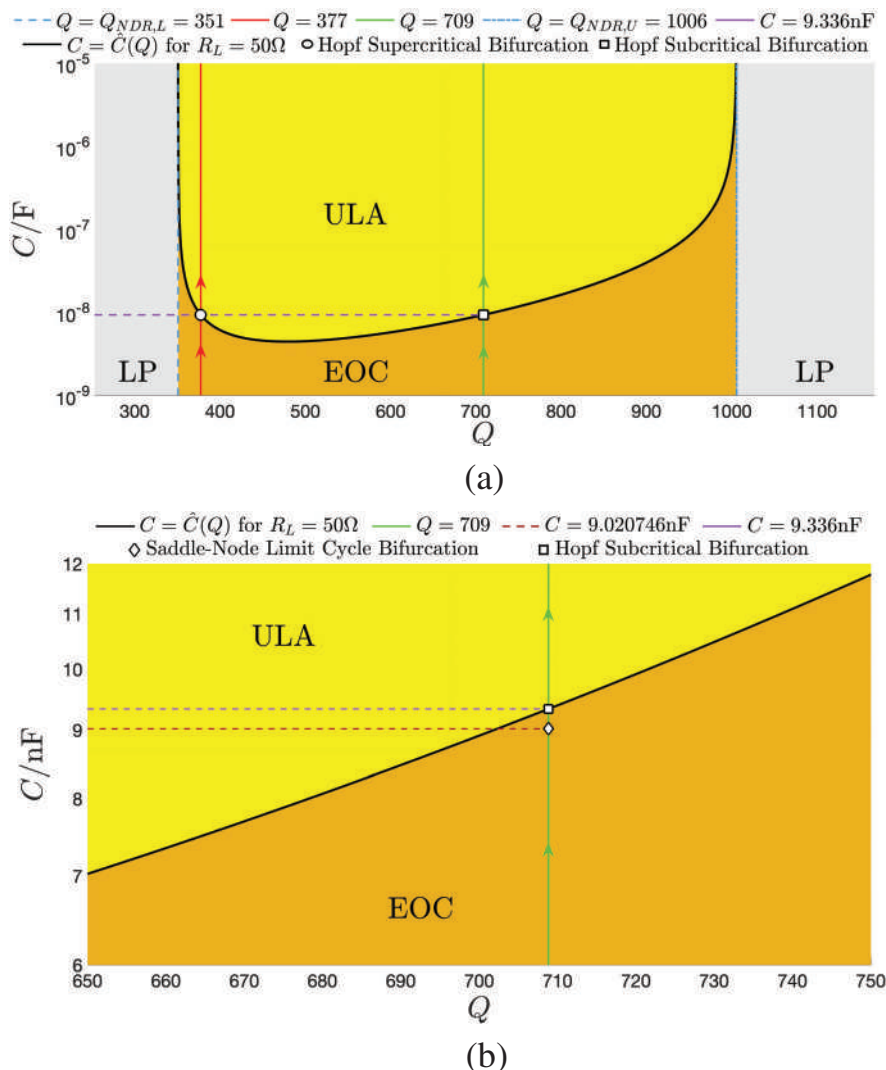 Q = Q_{NDR,L} = 351 Q = 377 Q = 709 Q = Q_{NDR,U} = 1006 C = 9.336nF
C = Ĉ(Q) for R_L = 50Ω Hopf Supercritical Bifurcation Hopf Subcritical Bifurcation
10^{-5}
10^{-6}
10^{-7}
10^{-8}
10^{-9}
C/F
ULA
LP EOC LP
300 400 500 600 700 800 900 1000 1100
Q
(a)
C = Ĉ(Q) for R_L = 50Ω Q = 709 C = 9.020746nF C = 9.336nF
Saddle-Node Limit Cycle Bifurcation Hopf Subcritical Bifurcation
12
11
10
9
8
7
6
C/nF
ULA
EOC
650 660 670 680 690 700 710 720 730 740 750
Q
(b)